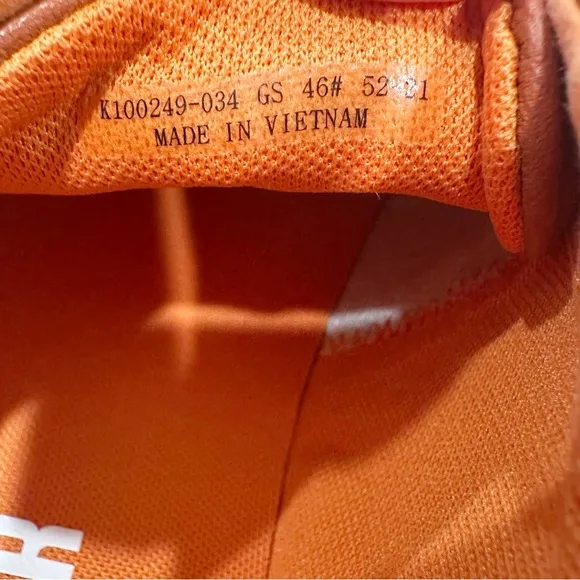 K100249-034 GS 46# 52-21
MADE IN VIETNAM
R